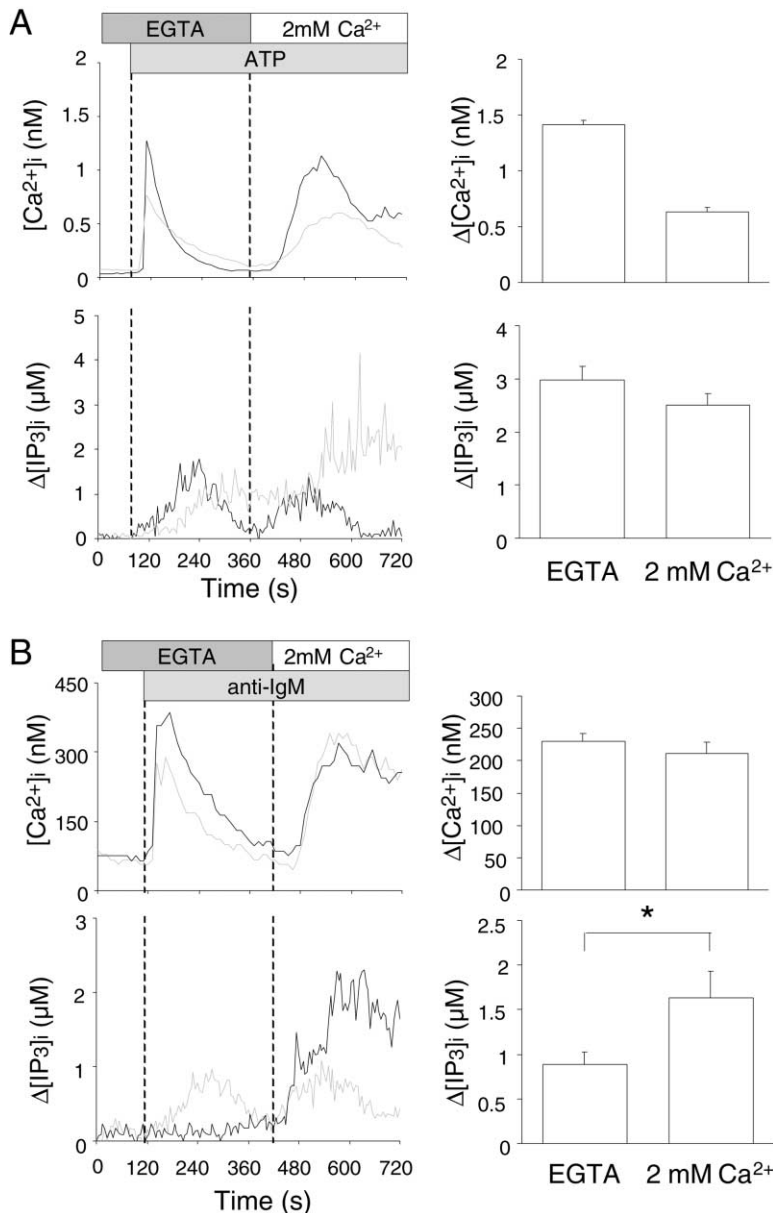 A
EGTA 2mM Ca²⁺
ATP
[Ca²⁺]i (nM)
2
1.5
1
0.5
0
Δ[Ca²⁺]i (nM)
2
1.5
1
0.5
0
Δ[IP₃]i (µM)
5
4
3
2
1
0
0 120 240 360 480 600 720
Time (s)
Δ[IP₃]i (µM)
4
3
2
1
0
EGTA 2 mM Ca²⁺
B
EGTA 2mM Ca²⁺
anti-IgM
[Ca²⁺]i (nM)
450
300
150
0
Δ[Ca²⁺]i (nM)
300
250
200
150
100
50
0
Δ[IP₃]i (µM)
3
2
1
0
0 120 240 360 480 600 720
Time (s)
Δ[IP₃]i (µM)
2.5
2
1.5
1
0.5
0
*
EGTA 2 mM Ca²⁺